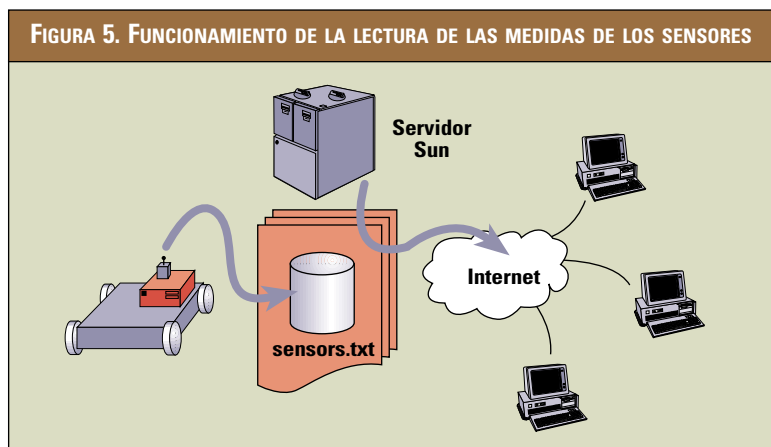 FIGURA 5. FUNCIONAMIENTO DE LA LECTURA DE LAS MEDIDAS DE LOS SENSORES
Servidor
Sun
Internet
sensors.txt